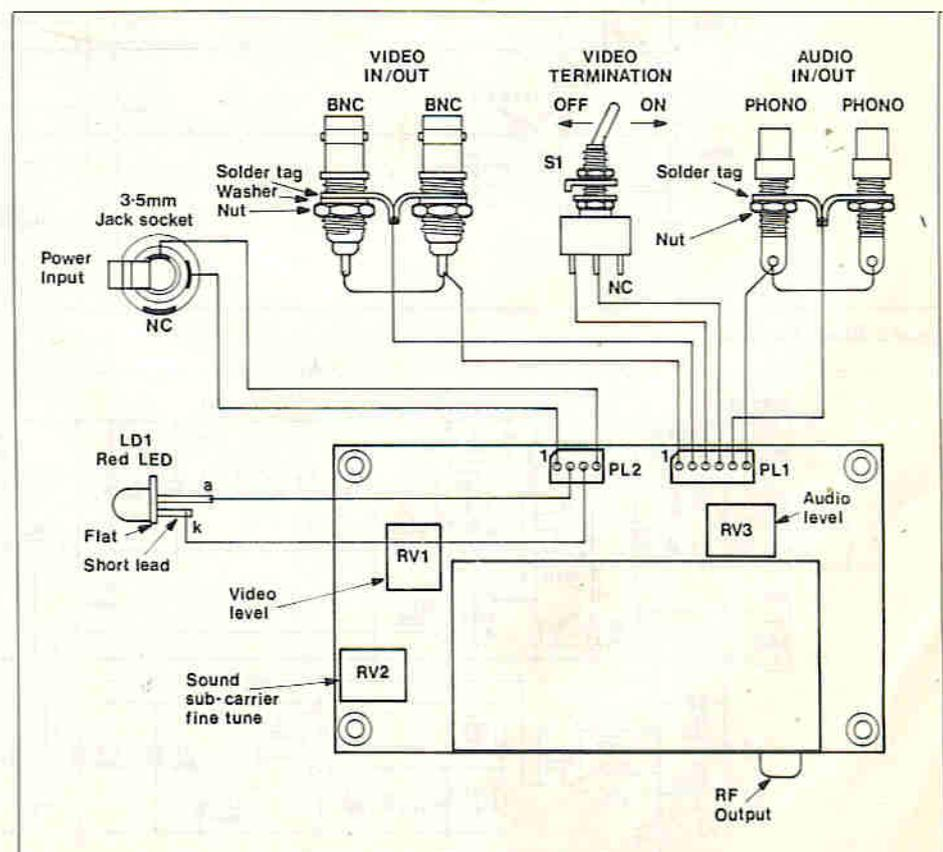 VIDEO
IN/OUT
BNC
BNC
VIDEO
TERMINATION
OFF
ON
S1
NC
AUDIO
IN/OUT
PHONO
PHONO
Solder tag
Washer
Nut
Solder tag
Nut
3-5mm
Jack socket
Power
Input
NC
LD1
Red LED
a
k
Flat
Short lead
1
PL2
1
PL1
RV1
Video
level
RV3
Audio
level
RV2
Sound
sub-carrier
fine tune
RF
Output